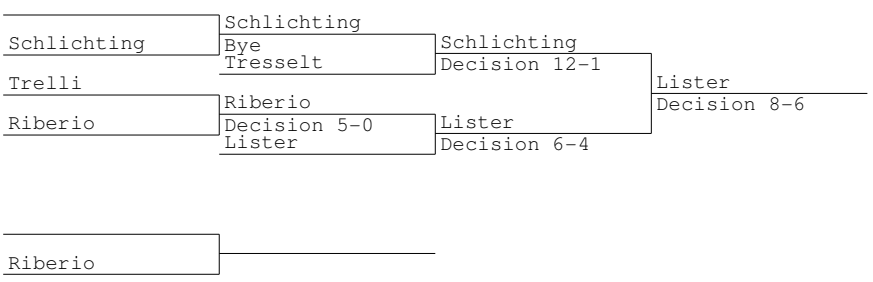 Schlichting
Schlichting
Bye
Tresselt
Schlichting
Decision 12-1
Trelli
Riberio
Riberio
Decision 5-0
Lister
Lister
Decision 6-4
Lister
Decision 8-6
Riberio